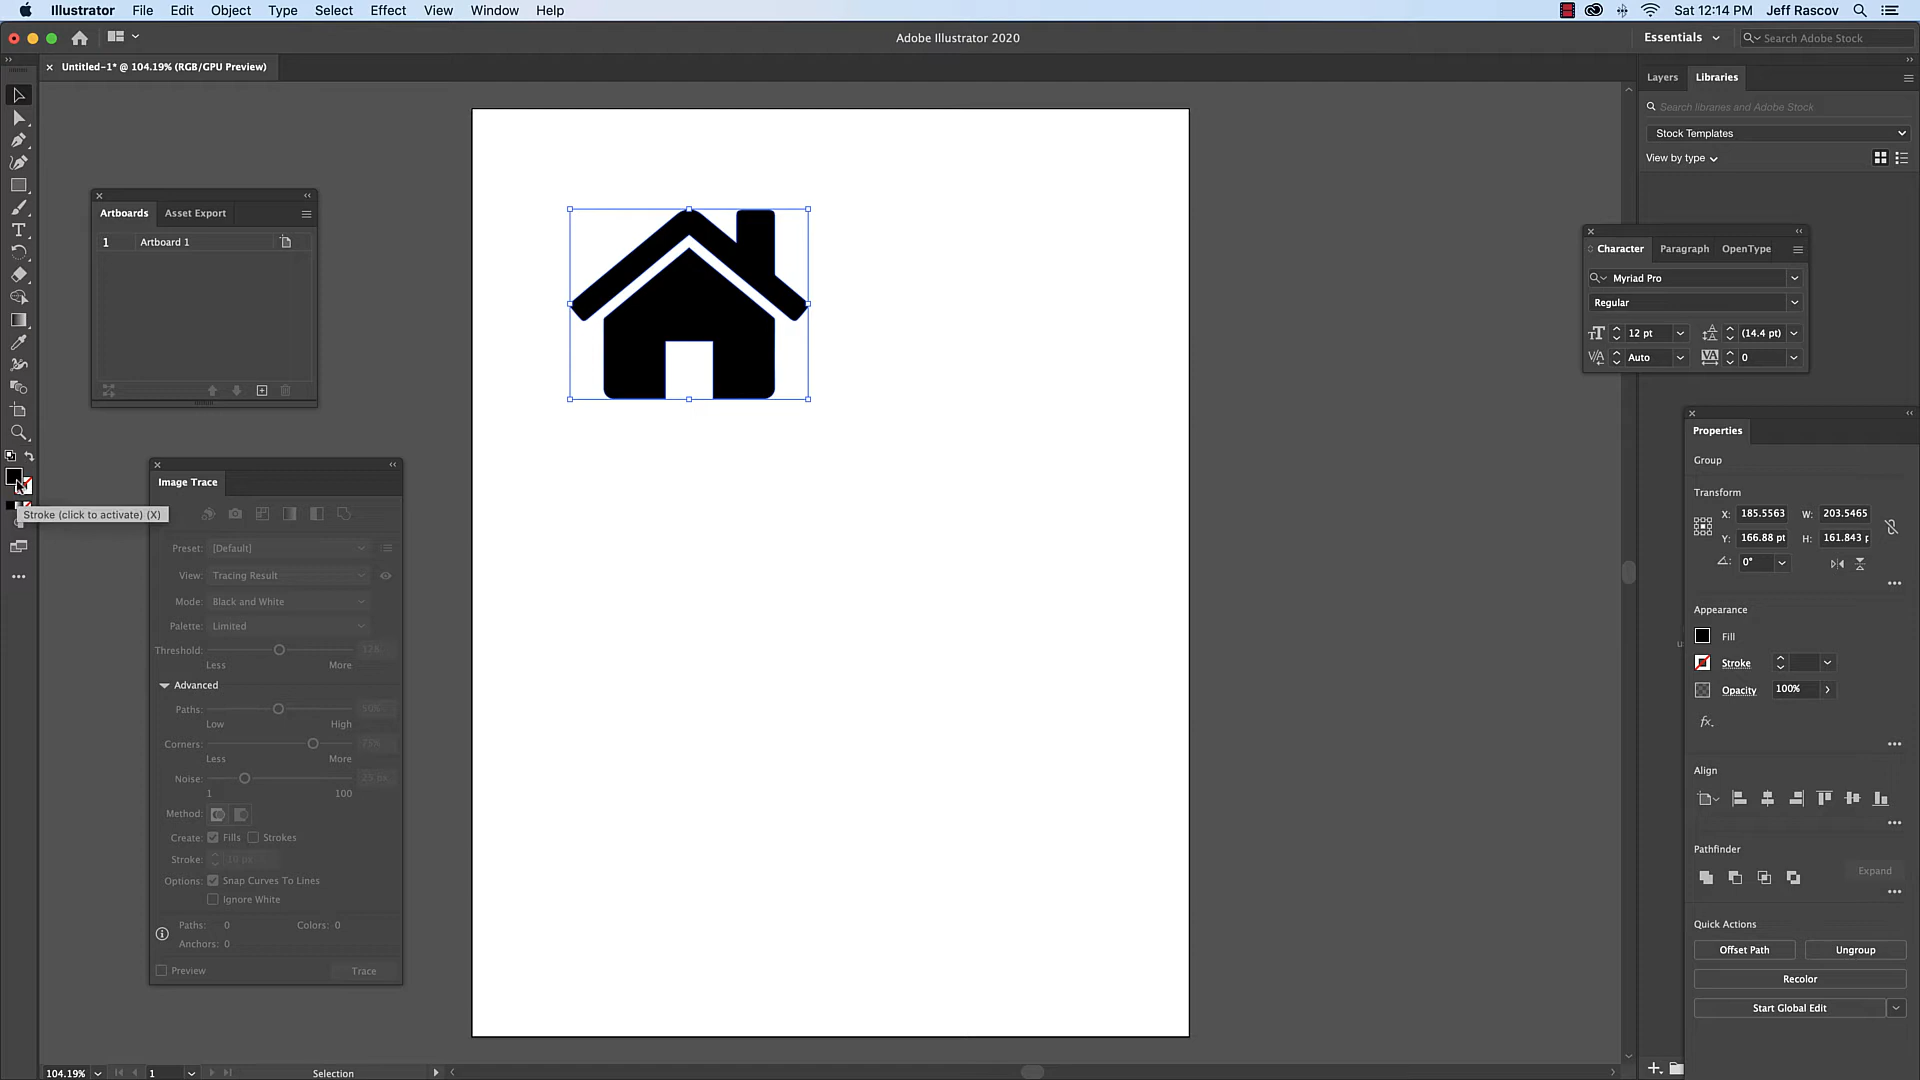 Illustrator File Edit Object Type Select Effect View Window Help Sat 12:14 PM Jeff Rascov
Adobe Illustrator 2020 Essentials Search Adobe Stock
Untitled-1* @ 104.19% (RGB/GPU Preview)
Layers Libraries
Search libraries and Adobe Stock
Stock Templates
View by type
Artboards Asset Export
1 Artboard 1
Character Paragraph OpenType
Myriad Pro
Regular
12 pt (14.4 pt)
Auto 0
Image Trace
Stroke (click to activate) (X)
Preset: [Default]
View: Tracing Result
Mode: Black and White
Palette: Limited
Threshold:
Less More
Advanced
Paths: 50%
Low High
Corners: 75%
Less More
Noise: 25 px
1 100
Method:
Create: Fills Strokes
Stroke: 10 px
Options: Snap Curves To Lines
Ignore White
Paths: 0 Colors: 0
Anchors: 0
Preview Trace
Properties
Group
Transform
X: 185.5563 W: 203.5465
Y: 166.88 pt H: 161.843 p
0°
Appearance
Fill
Stroke
Opacity 100%
fx.
Align
Pathfinder
Expand
Quick Actions
Offset Path Ungroup
Recolor
Start Global Edit
104.19% 1 Selection